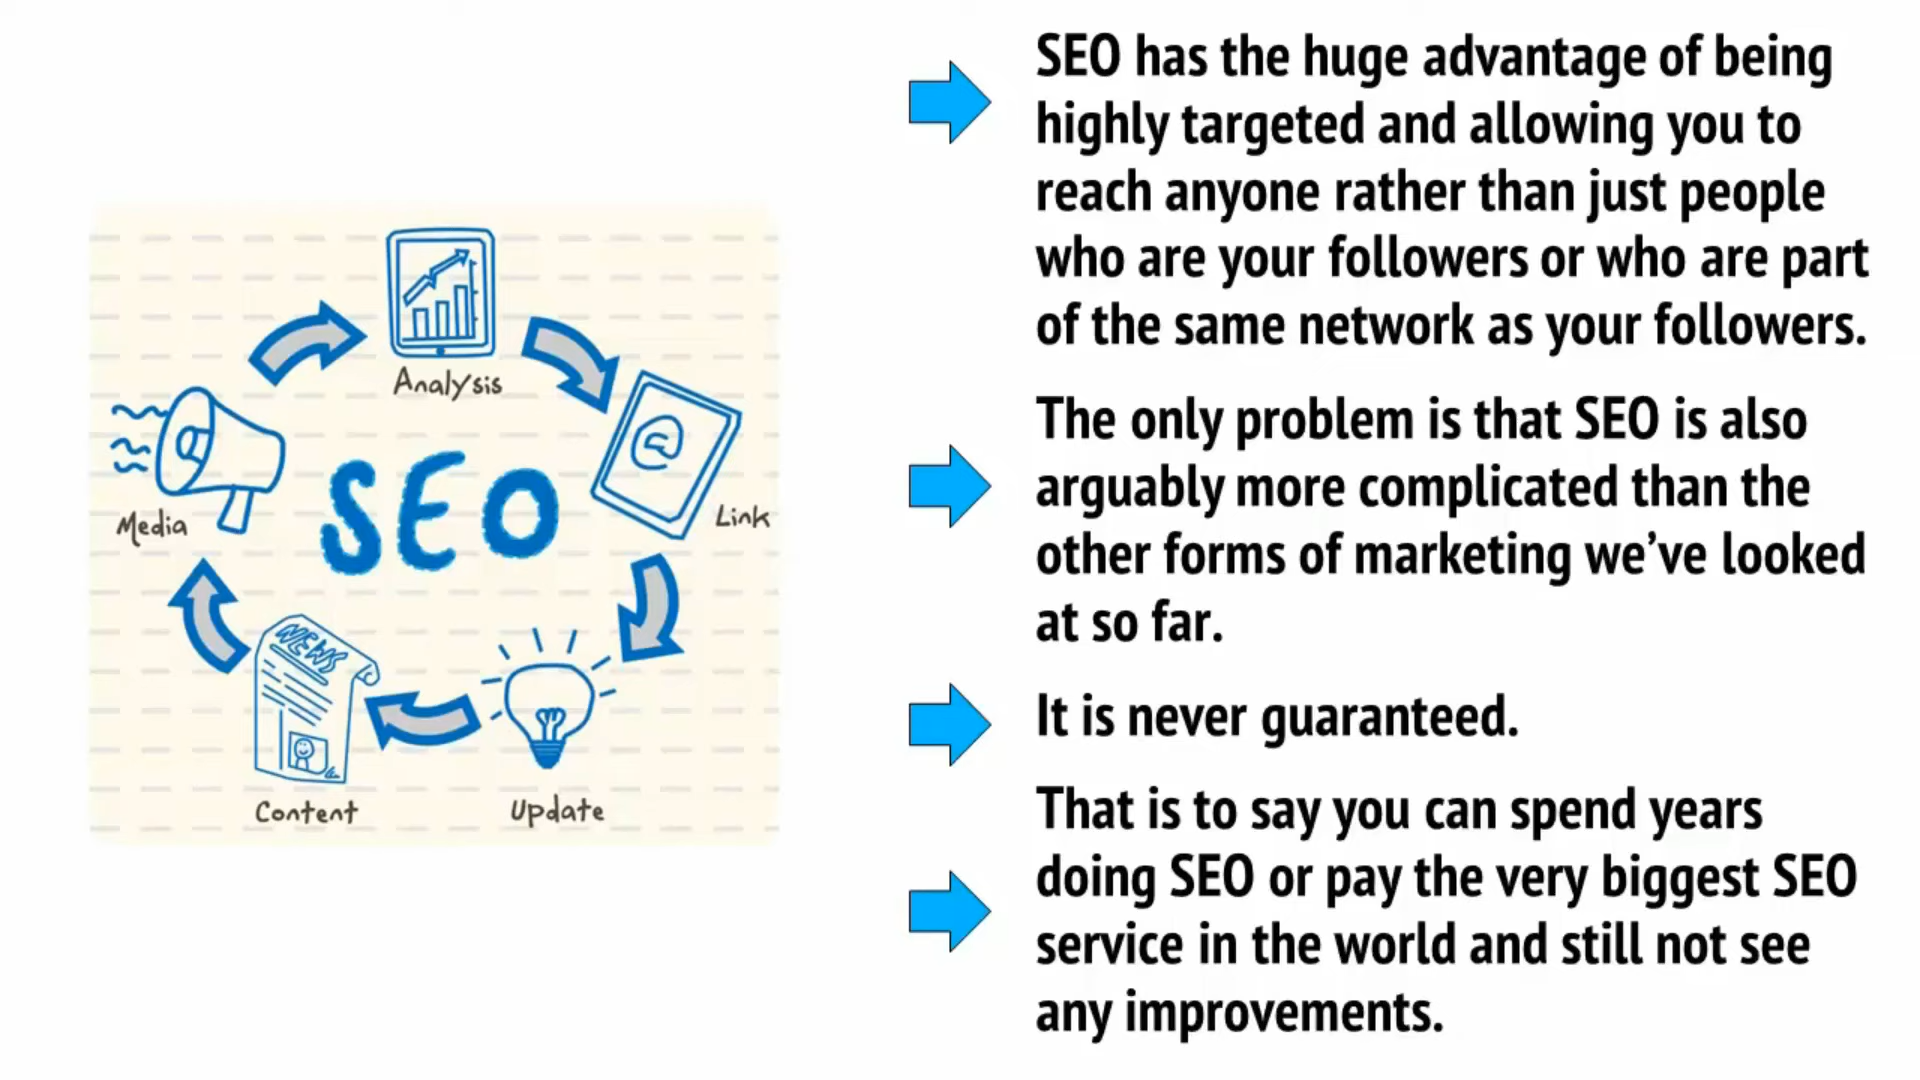 SEO has the huge advantage of being
highly targeted and allowing you to
reach anyone rather than just people
who are your followers or who are part
of the same network as your followers.
The only problem is that SEO is also
arguably more complicated than the
other forms of marketing we’ve looked
at so far.
It is never guaranteed.
That is to say you can spend years
doing SEO or pay the very biggest SEO
service in the world and still not see
any improvements.
Analysis
@
Link
SEO
Media
NEWS
Content
Update